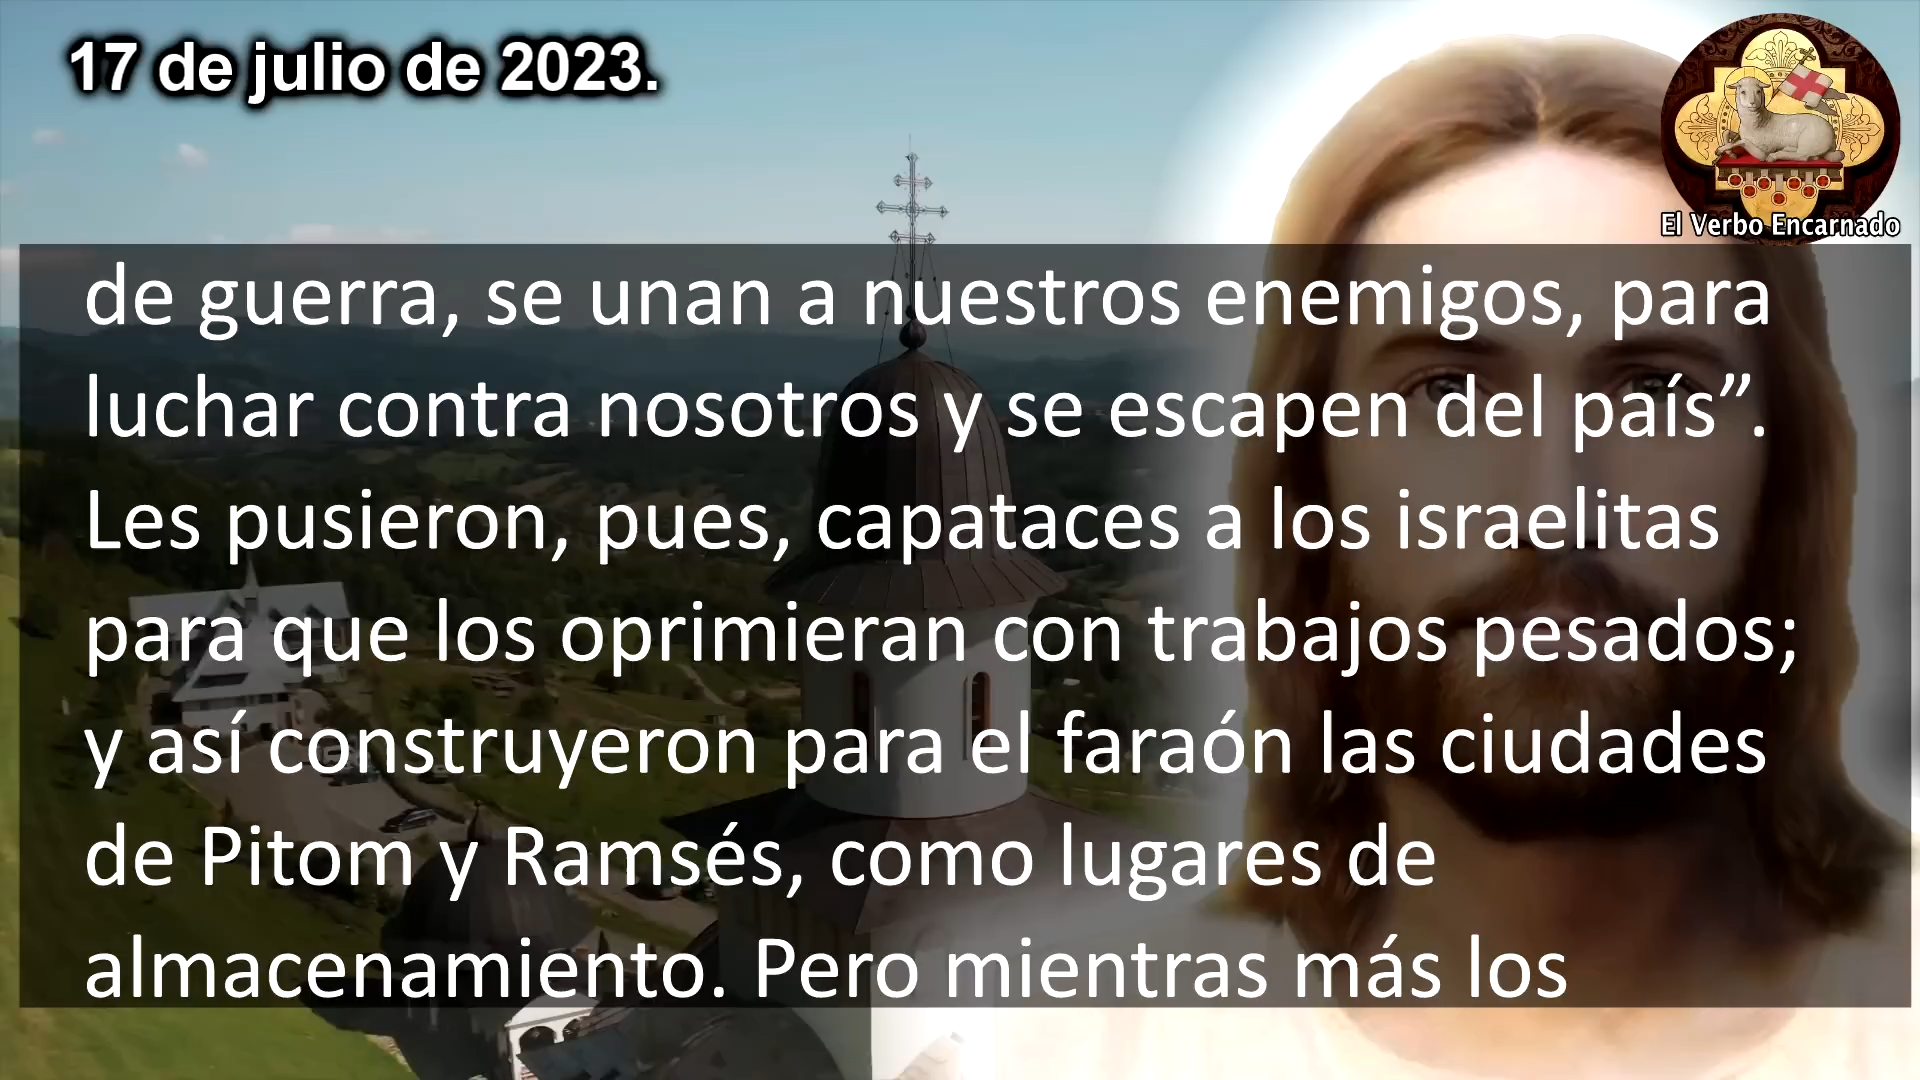 17 de julio de 2023.
El Verbo Encarnado
de guerra, se unan a nuestros enemigos, para
luchar contra nosotros y se escapen del país”.
Les pusieron, pues, capataces a los israelitas
para que los oprimieran con trabajos pesados;
y así construyeron para el faraón las ciudades
de Pitom y Ramsés, como lugares de
almacenamiento. Pero mientras más los